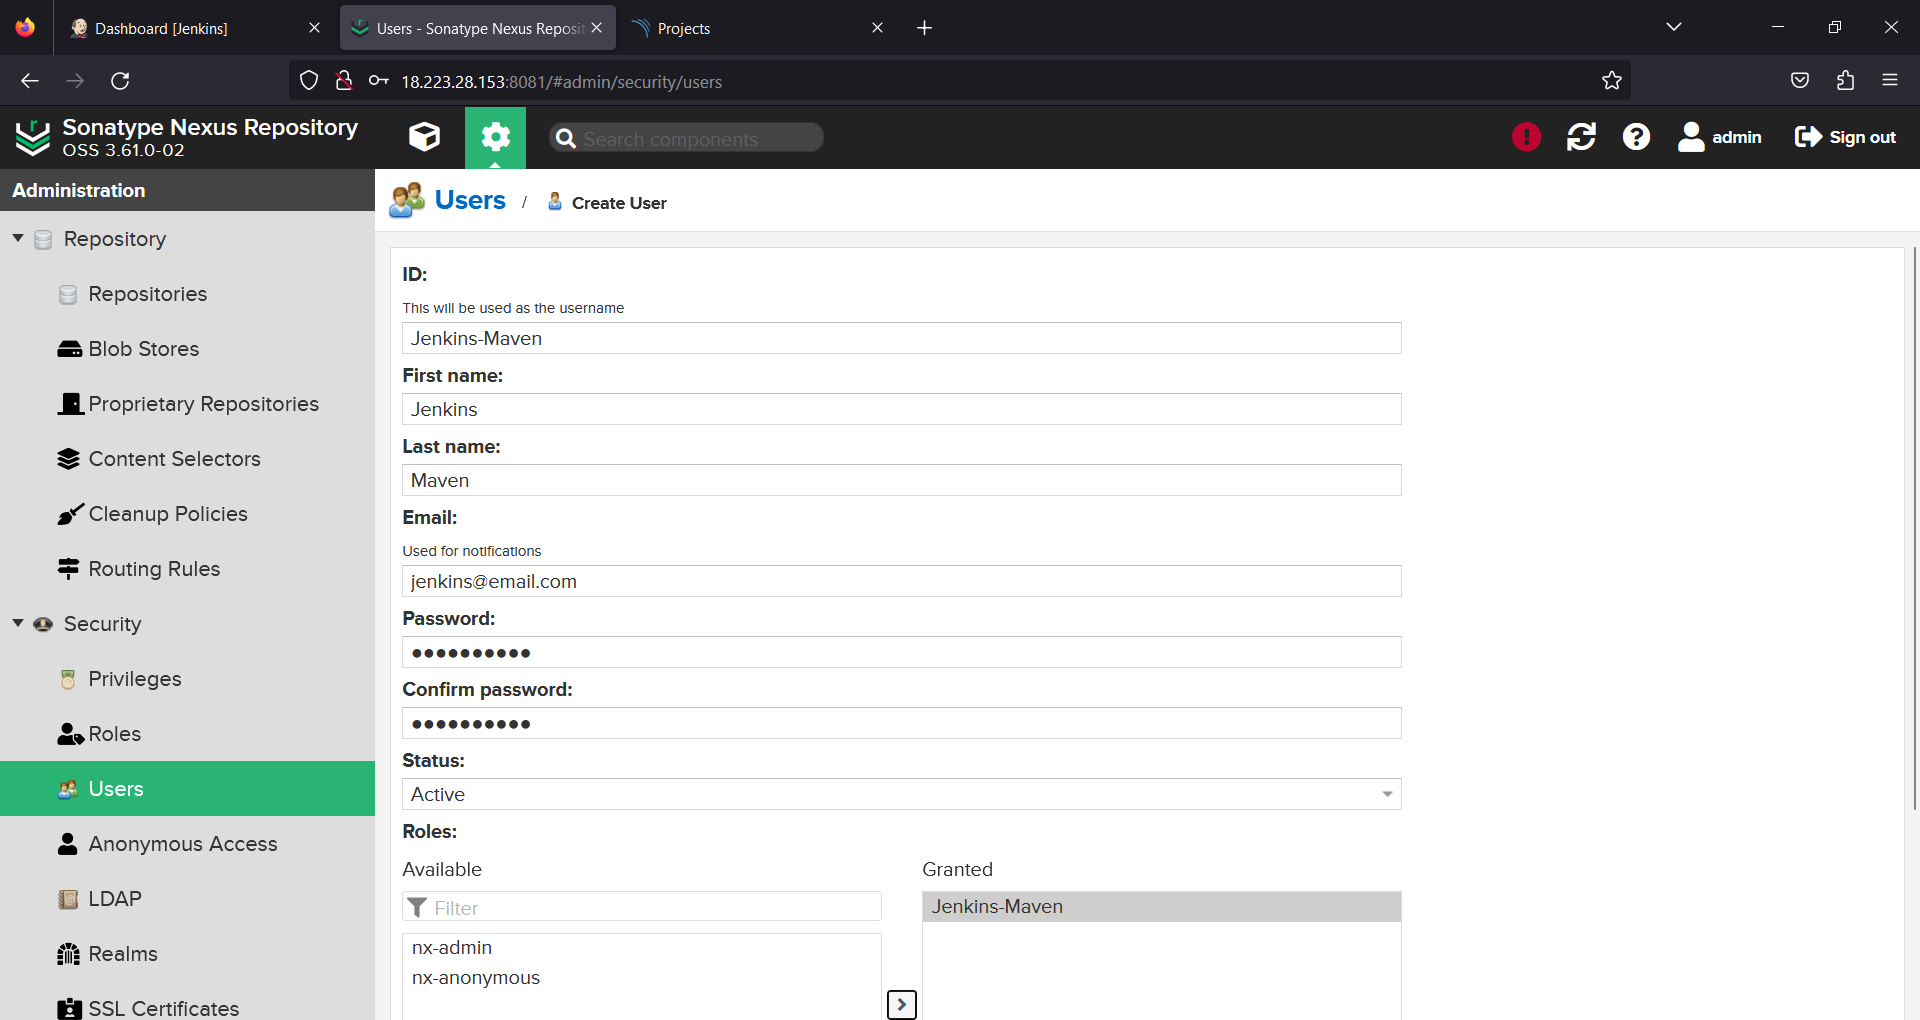 Dashboard [Jenkins]
Users - Sonatype Nexus Reposit
Projects
18.223.28.153:8081/#admin/security/users
Sonatype Nexus Repository
OSS 3.61.0-02
Search components
admin
Sign out
Administration
Users / Create User
Repository
Repositories
Blob Stores
Proprietary Repositories
Content Selectors
Cleanup Policies
Routing Rules
Security
Privileges
Roles
Users
Anonymous Access
LDAP
Realms
SSL Certificates
ID:
This will be used as the username
Jenkins-Maven
First name:
Jenkins
Last name:
Maven
Email:
Used for notifications
jenkins@email.com
Password:
●●●●●●●●●●
Confirm password:
●●●●●●●●●●
Status:
Active
Roles:
Available
Filter
nx-admin
nx-anonymous
Granted
Jenkins-Maven